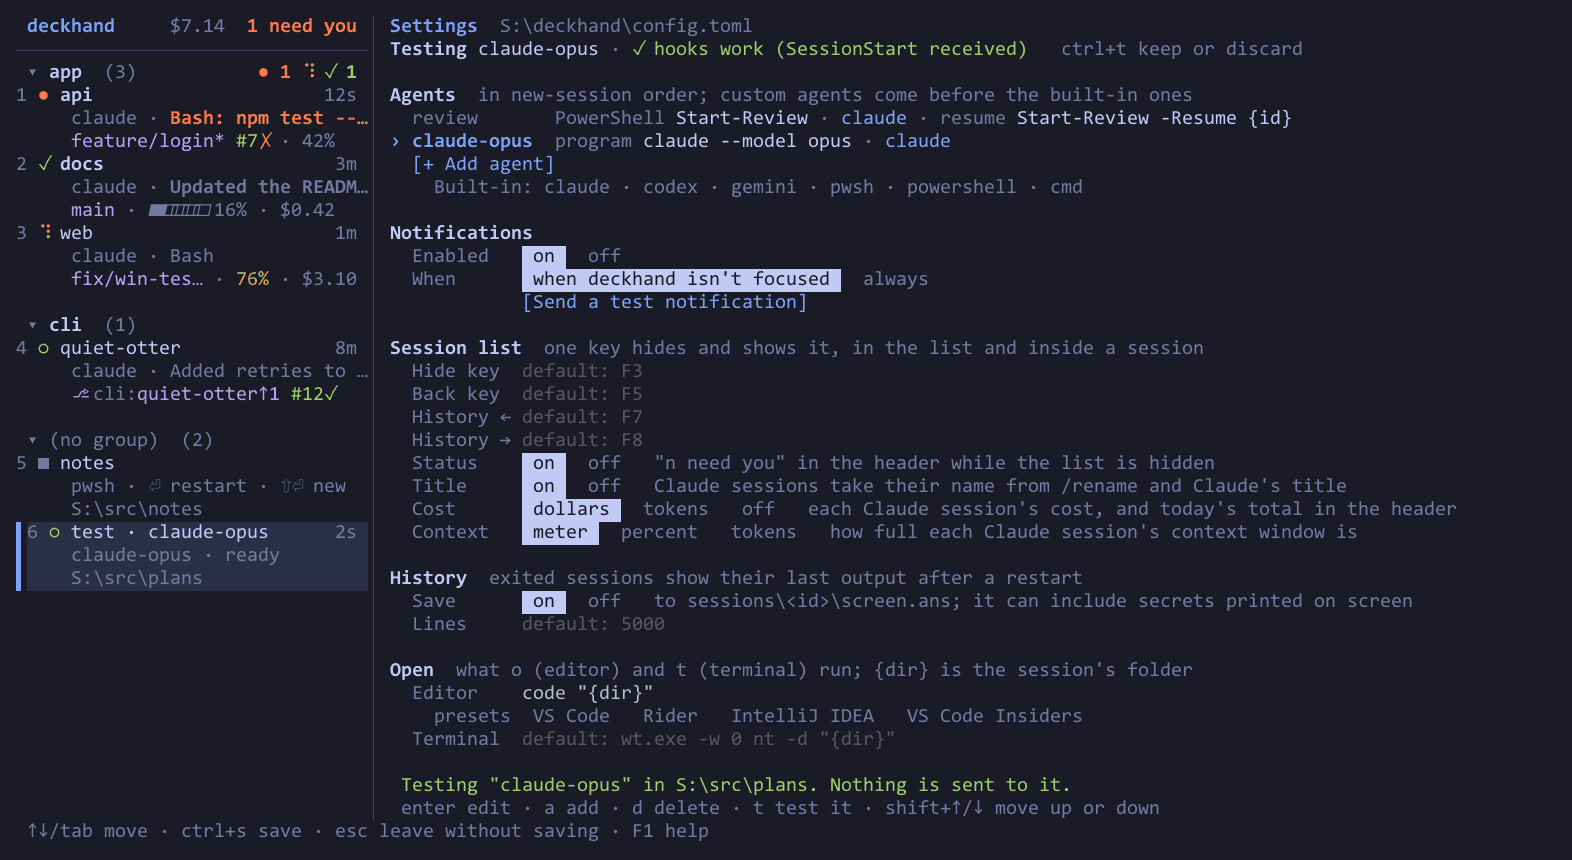 deckhand $7.14 1 need you
▾ app (3) ● 1 ⠹ ✓ 1
1 ● api 12s
claude · Bash: npm test --…
feature/login* #7✗ · 42%
2 ✓ docs 3m
claude · Updated the READM…
main · 16% · $0.42
3 ⠹ web 1m
claude · Bash
fix/win-tes… · 76% · $3.10
▾ cli (1)
4 ○ quiet-otter 8m
claude · Added retries to …
⎇ cli:quiet-otter↑1 #12✓
▾ (no group) (2)
5 ■ notes
pwsh · ⏎ restart · ⇧⏎ new
S:\src\notes
6 ○ test · claude-opus 2s
claude-opus · ready
S:\src\plans
Settings S:\deckhand\config.toml
Testing claude-opus · ✓ hooks work (SessionStart received) ctrl+t keep or discard
Agents in new-session order; custom agents come before the built-in ones
review PowerShell Start-Review · claude · resume Start-Review -Resume {id}
› claude-opus program claude --model opus · claude
[+ Add agent]
Built-in: claude · codex · gemini · pwsh · powershell · cmd
Notifications
Enabled on off
When when deckhand isn't focused always
[Send a test notification]
Session list one key hides and shows it, in the list and inside a session
Hide key default: F3
Back key default: F5
History ← default: F7
History → default: F8
Status on off "n need you" in the header while the list is hidden
Title on off Claude sessions take their name from /rename and Claude's title
Cost dollars tokens off each Claude session's cost, and today's total in the header
Context meter percent tokens how full each Claude session's context window is
History exited sessions show their last output after a restart
Save on off to sessions\<id>\screen.ans; it can include secrets printed on screen
Lines default: 5000
Open what o (editor) and t (terminal) run; {dir} is the session's folder
Editor code "{dir}"
presets VS Code Rider IntelliJ IDEA VS Code Insiders
Terminal default: wt.exe -w 0 nt -d "{dir}"
Testing "claude-opus" in S:\src\plans. Nothing is sent to it.
enter edit · a add · d delete · t test it · shift+↑/↓ move up or down
↑↓/tab move · ctrl+s save · esc leave without saving · F1 help